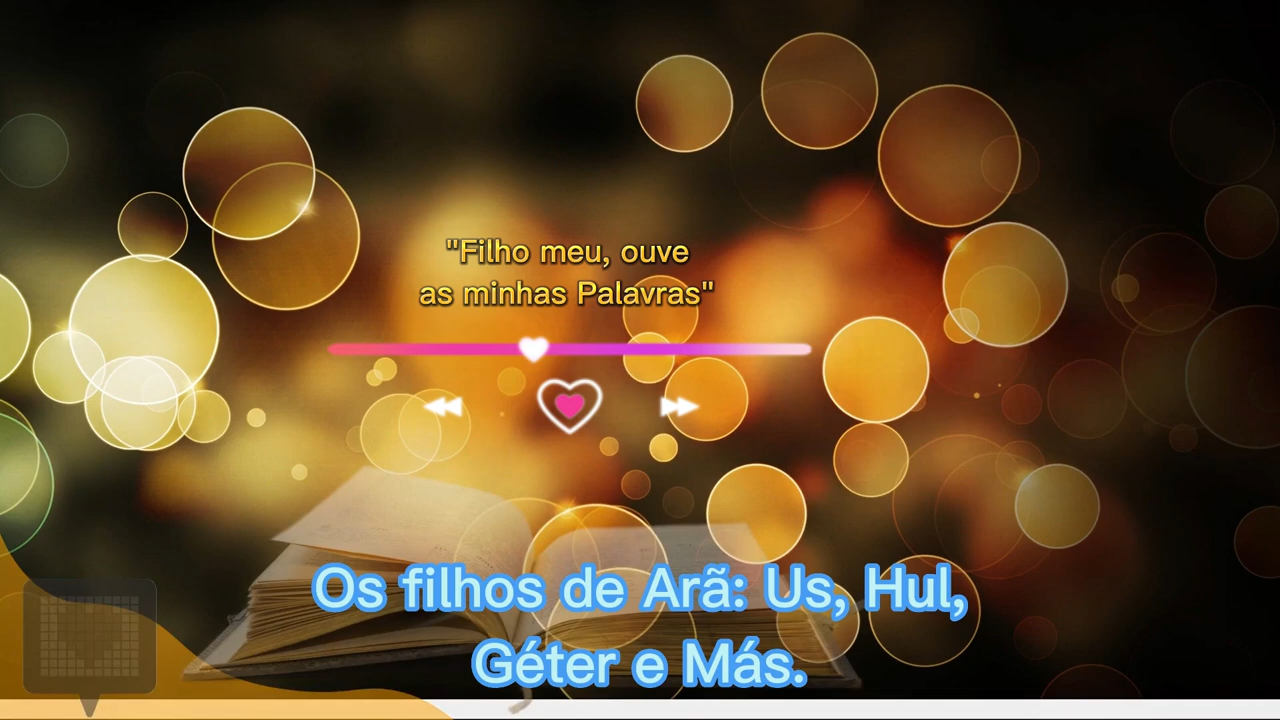 "Filho meu, ouve
as minhas Palavras"
Os filhos de Arã: Us, Hul,
Géter e Más.